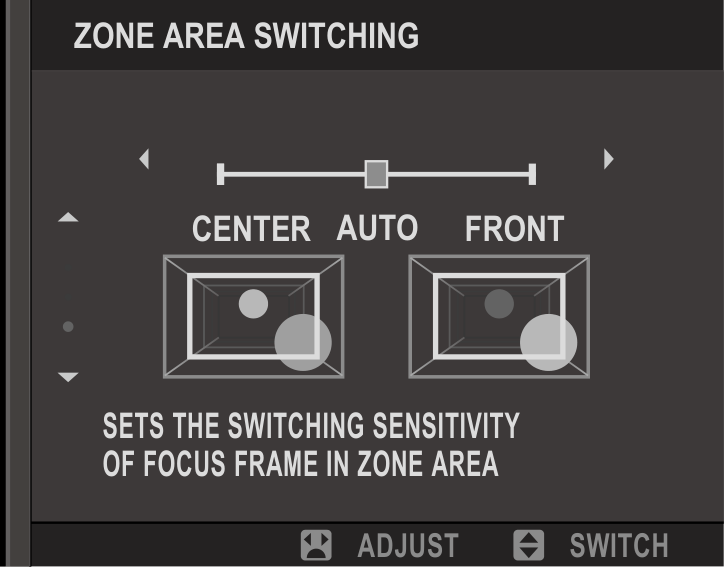 ZONE AREA SWITCHING
CENTER AUTO FRONT
SETS THE SWITCHING SENSITIVITY
OF FOCUS FRAME IN ZONE AREA
ADJUST SWITCH